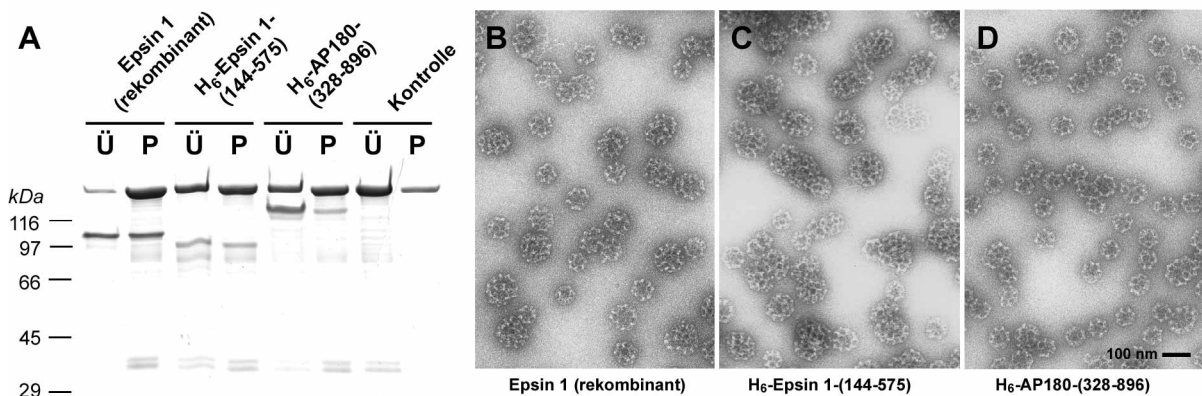 A
Epsin 1
(rekombinant)
H₆-Epsin 1-
(144-575)
H₆-AP180-
(328-896)
Kontrolle
Ü P Ü P Ü P Ü P
kDa
116
97
66
45
29
B
C
D
100 nm
Epsin 1 (rekombinant)
H₆-Epsin 1-(144-575)
H₆-AP180-(328-896)